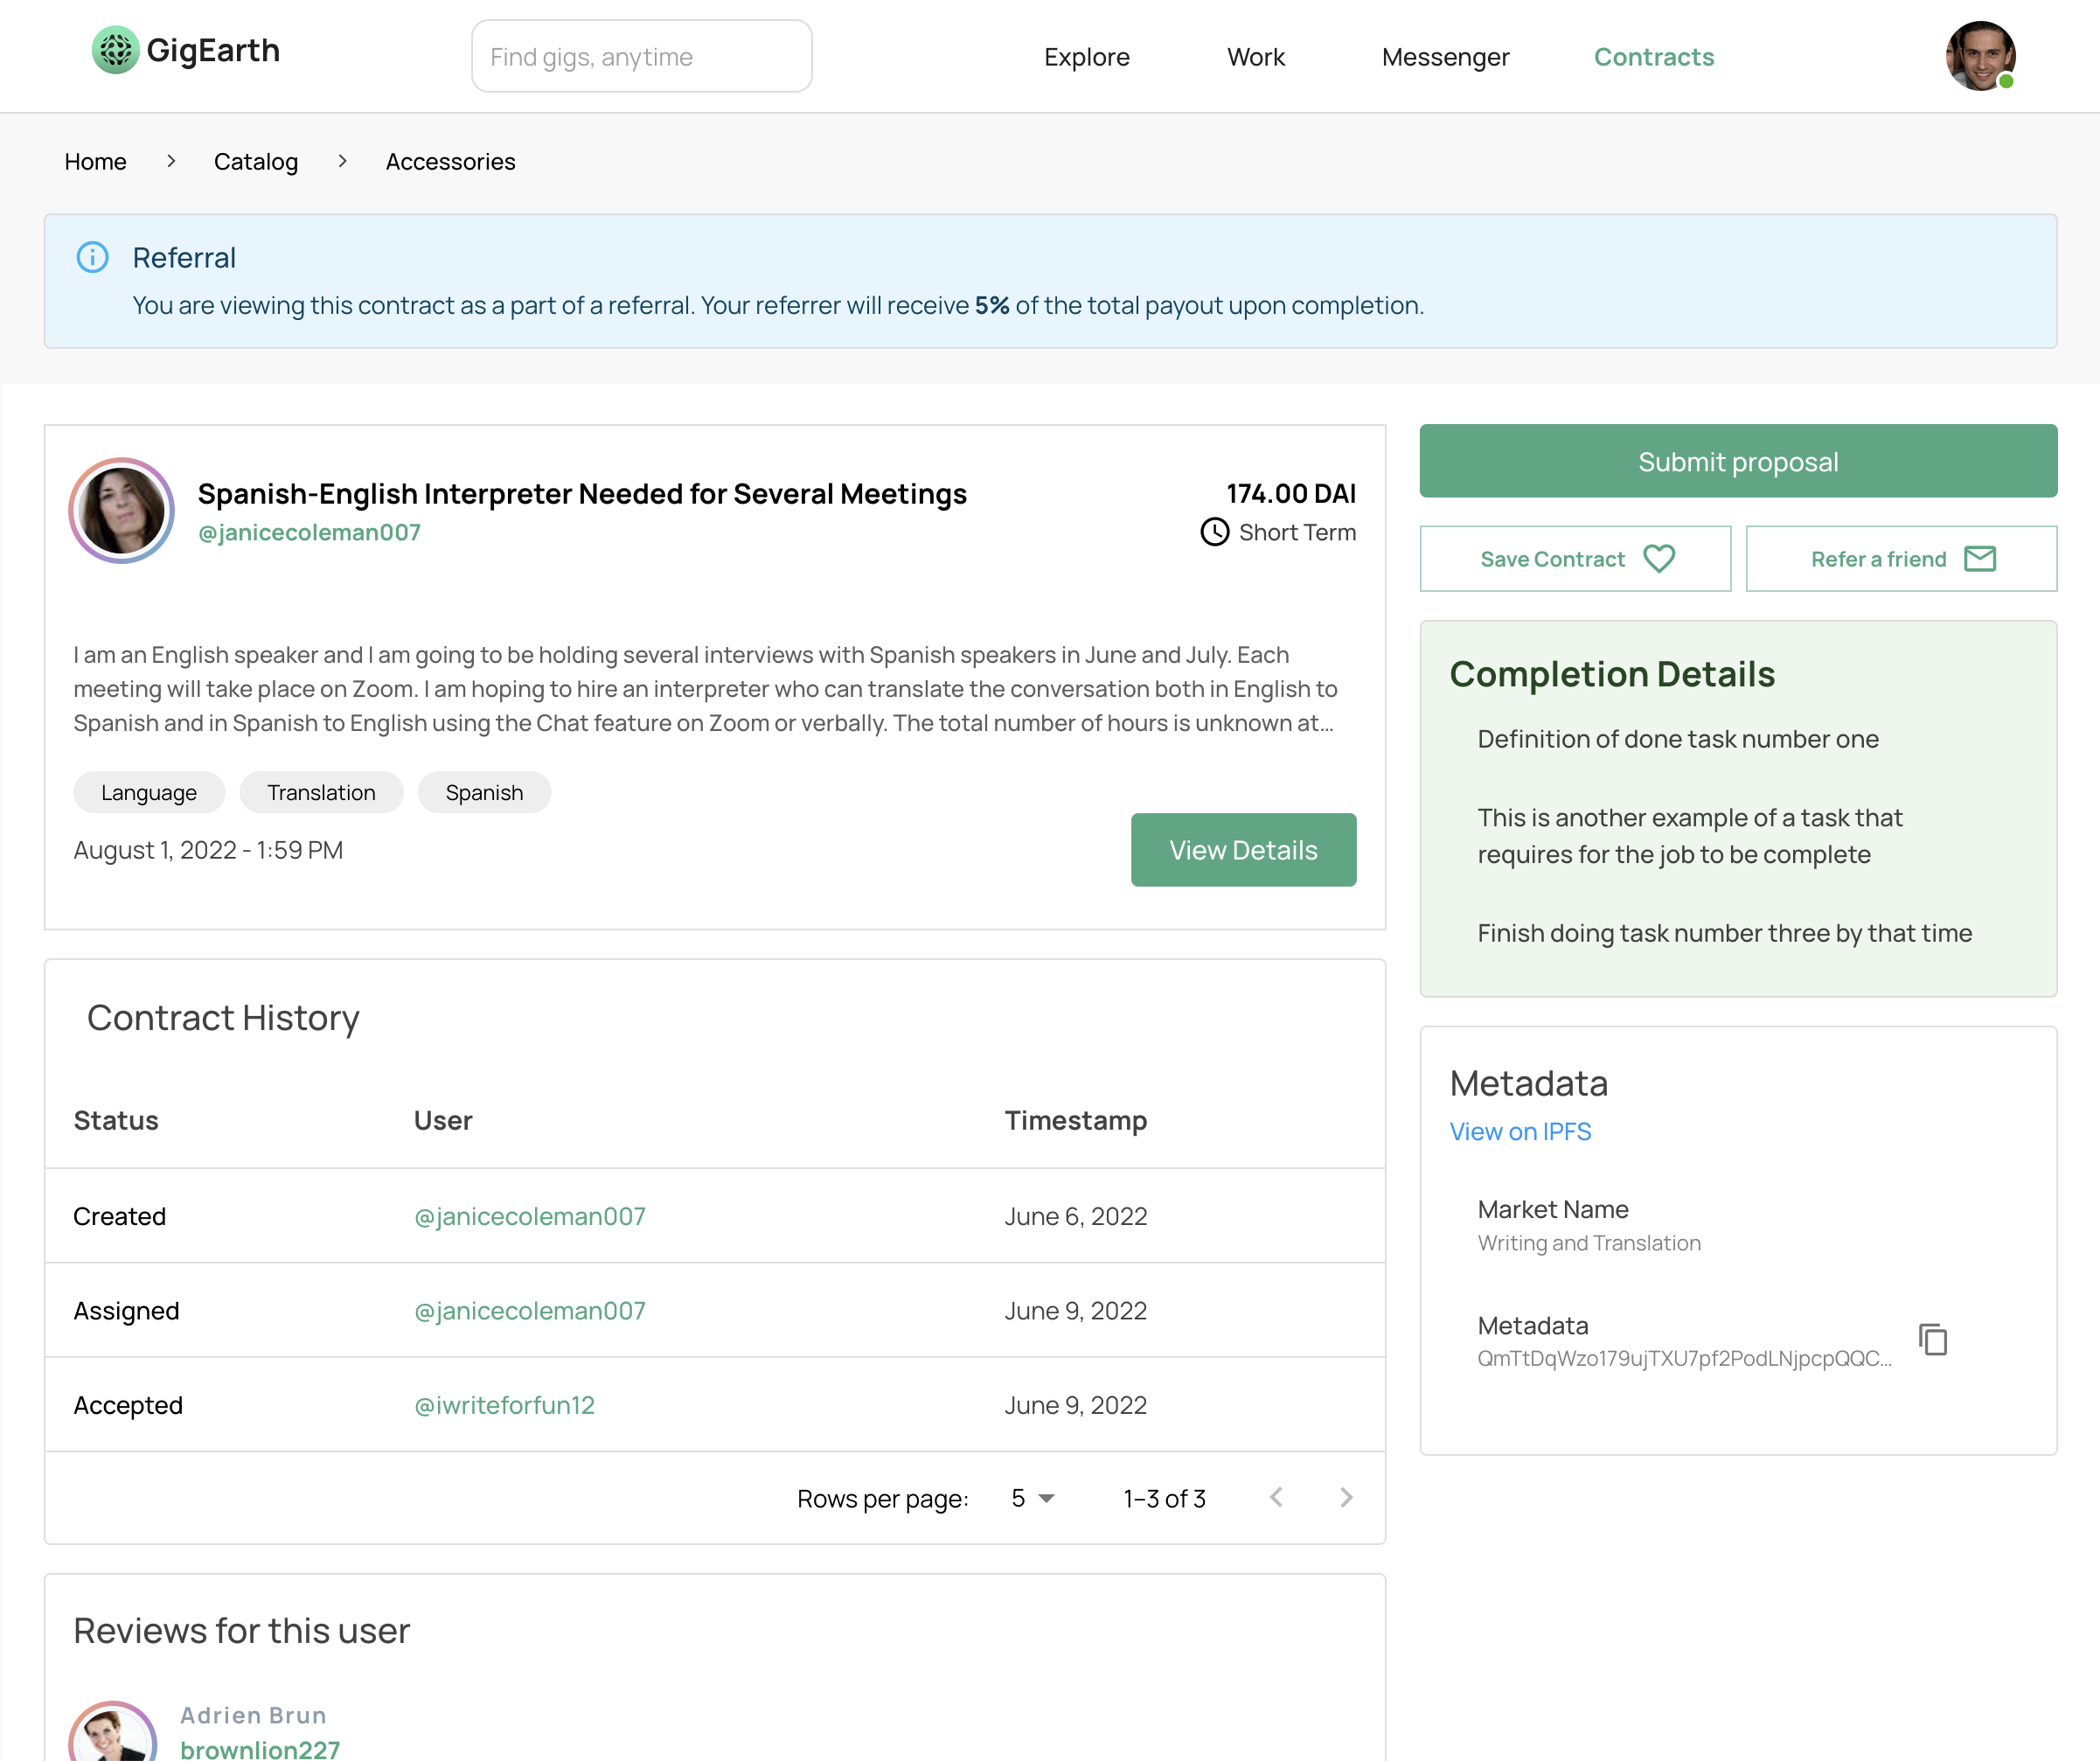 GigEarth
Find gigs, anytime
Explore
Work
Messenger
Contracts
Home
Catalog
Accessories
Referral
You are viewing this contract as a part of a referral. Your referrer will receive 5% of the total payout upon completion.
Spanish-English Interpreter Needed for Several Meetings
@janicecoleman007
174.00 DAI
Short Term
I am an English speaker and I am going to be holding several interviews with Spanish speakers in June and July. Each
meeting will take place on Zoom. I am hoping to hire an interpreter who can translate the conversation both in English to
Spanish and in Spanish to English using the Chat feature on Zoom or verbally. The total number of hours is unknown at...
Language
Translation
Spanish
August 1, 2022 - 1:59 PM
View Details
Submit proposal
Save Contract
Refer a friend
Completion Details
Definition of done task number one
This is another example of a task that
requires for the job to be complete
Finish doing task number three by that time
Contract History
Status User Timestamp
Created @janicecoleman007 June 6, 2022
Assigned @janicecoleman007 June 9, 2022
Accepted @iwriteforfun12 June 9, 2022
Rows per page: 5 1–3 of 3
Metadata
View on IPFS
Market Name
Writing and Translation
Metadata
QmTtDqWzo179ujTXU7pf2PodLNjpcpQQC...
Reviews for this user
Adrien Brun
brownlion227